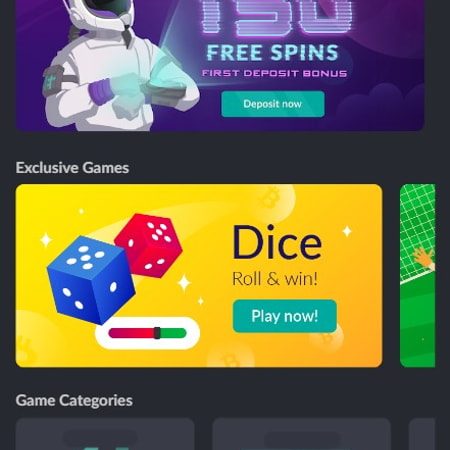 150
FREE SPINS
FIRST DEPOSIT BONUS
Deposit now
Exclusive Games
Dice
Roll & win!
Play now!
Game Categories